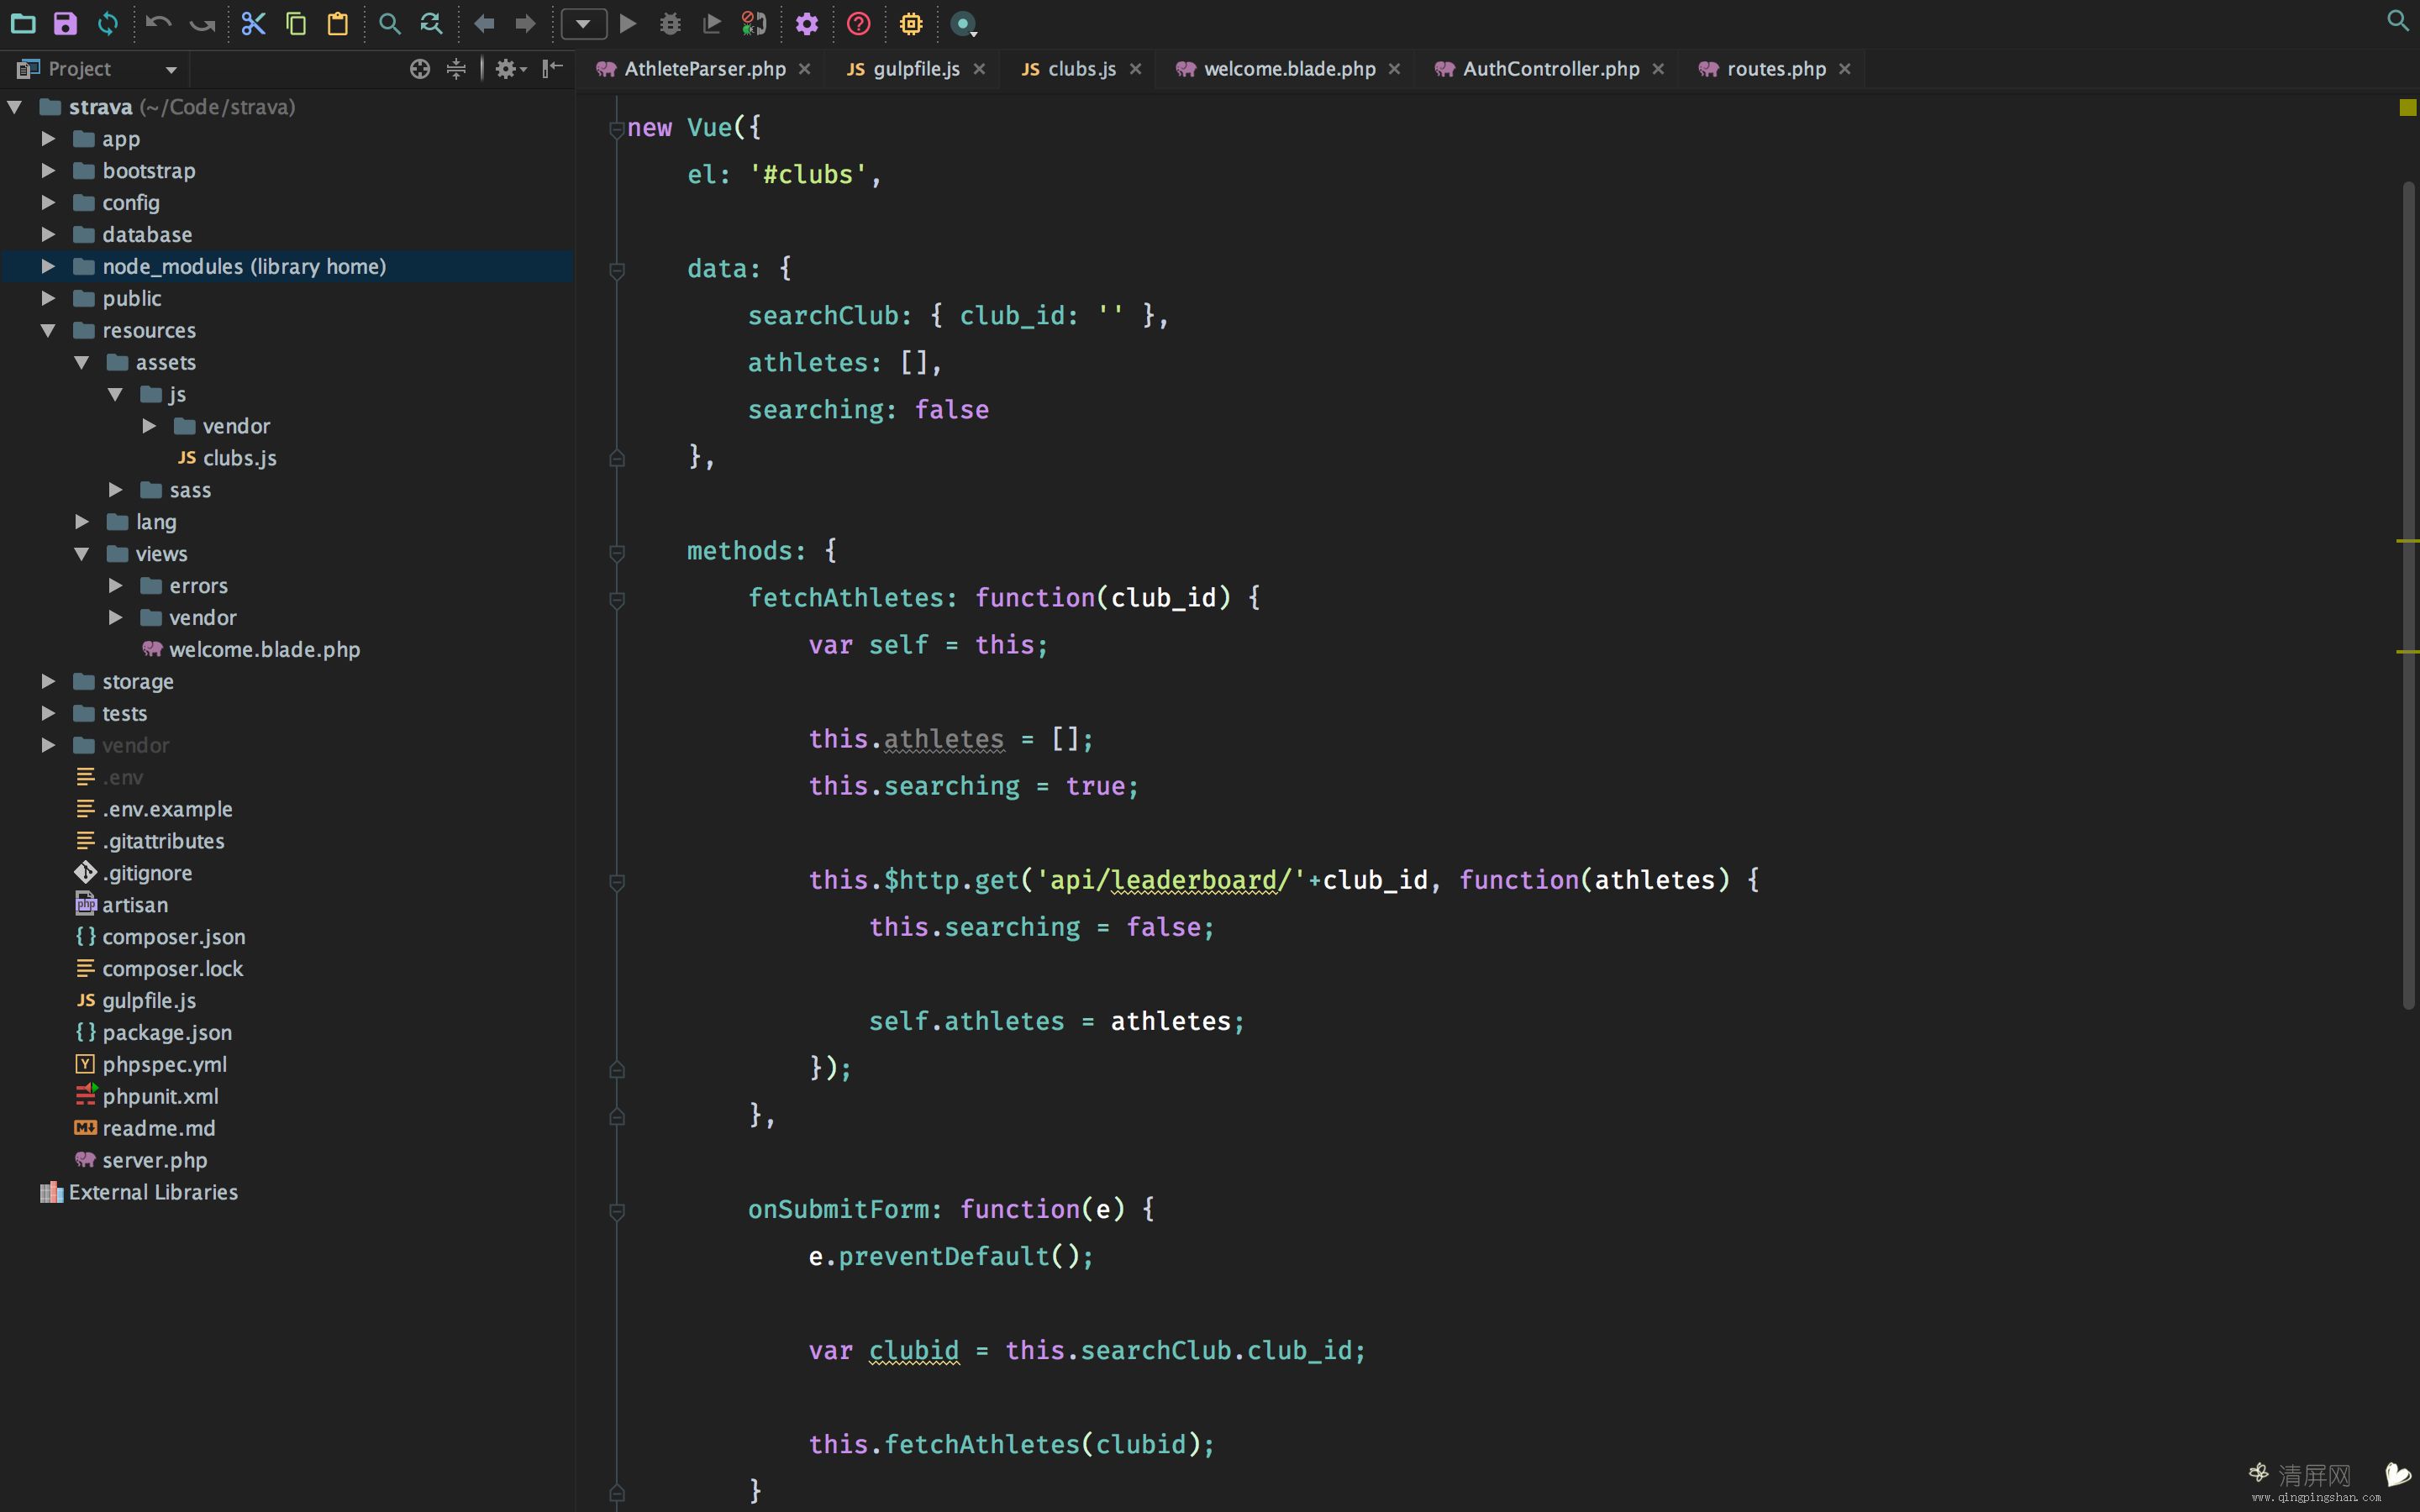 Project
AthleteParser.php
gulpfile.js
clubs.js
welcome.blade.php
AuthController.php
routes.php
strava (~/Code/strava)
app
bootstrap
config
database
node_modules (library home)
public
resources
assets
js
vendor
JS clubs.js
sass
lang
views
errors
vendor
welcome.blade.php
storage
tests
vendor
.env
.env.example
.gitattributes
.gitignore
php artisan
{} composer.json
composer.lock
JS gulpfile.js
{} package.json
Y phpspec.yml
phpunit.xml
M↓ readme.md
server.php
External Libraries
new Vue({
    el: '#clubs',
    data: {
        searchClub: { club_id: '' },
        athletes: [],
        searching: false
    },
    methods: {
        fetchAthletes: function(club_id) {
            var self = this;
            this.athletes = [];
            this.searching = true;
            this.$http.get('api/leaderboard/'+club_id, function(athletes) {
                this.searching = false;
                self.athletes = athletes;
            });
        },
        onSubmitForm: function(e) {
            e.preventDefault();
            var clubid = this.searchClub.club_id;
            this.fetchAthletes(clubid);
        }
清屏网
www.qingpingshan.com